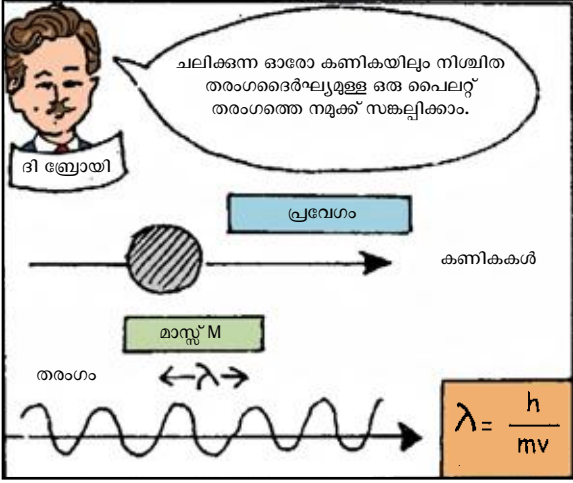 ചലിക്കുന്ന ഓരോ കണികയിലും നിശ്ചിത
തരംഗദൈർഘ്യമുള്ള ഒരു പൈലറ്റ്
തരംഗത്തെ നമുക്ക് സങ്കല്പിക്കാം.
ദി ബ്രോയി
പ്രവേഗം
കണികകൾ
മാസ്സ് M
തരംഗം
λ
λ = h/mv